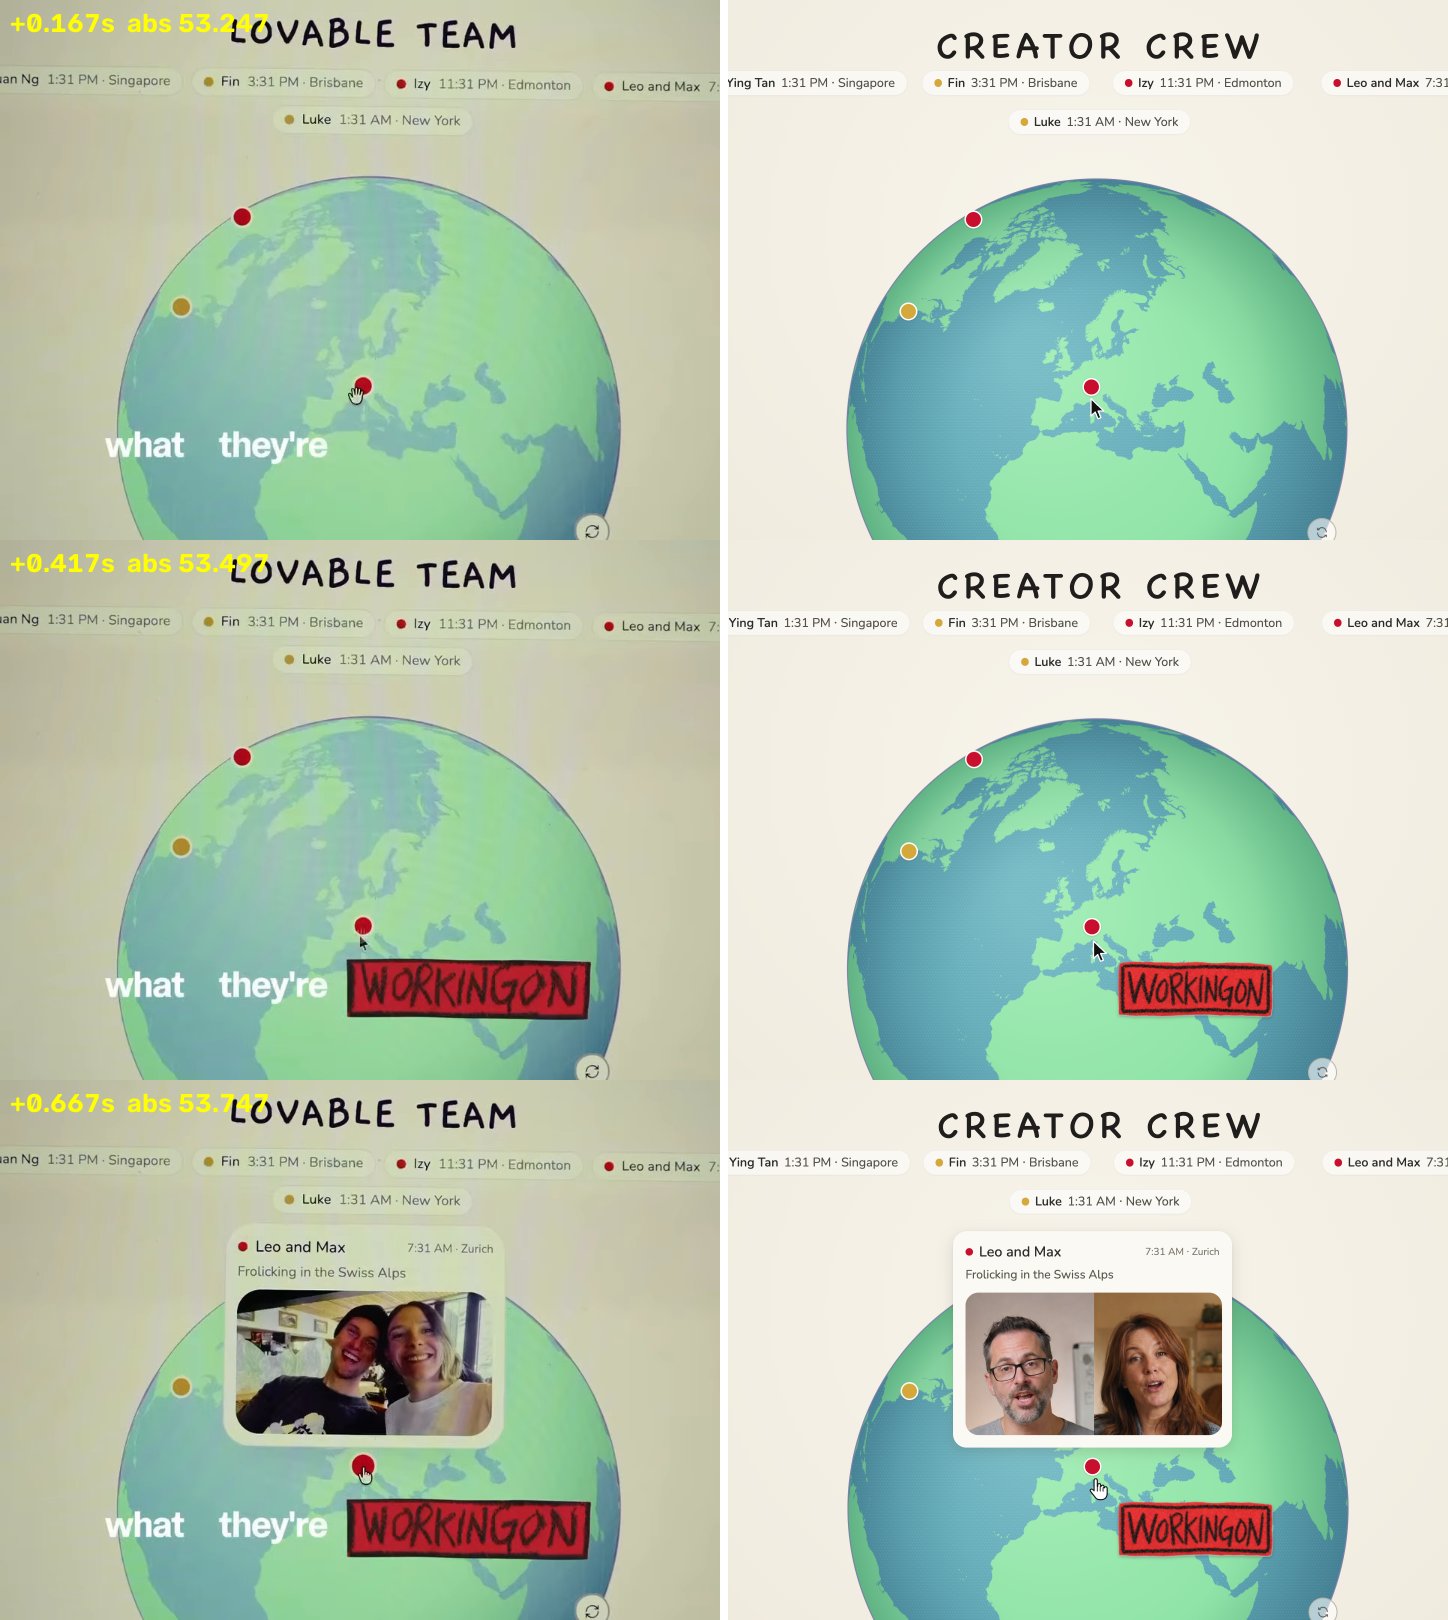 +0.167s abs 53.247
LOVABLE TEAM
CREATOR CREW
uan Ng 1:31 PM · Singapore
Fin 3:31 PM · Brisbane
Izy 11:31 PM · Edmonton
Leo and Max 7:
Ying Tan 1:31 PM · Singapore
Fin 3:31 PM · Brisbane
Izy 11:31 PM · Edmonton
Leo and Max 7:31
Luke 1:31 AM · New York
Luke 1:31 AM · New York
what they're
+0.417s abs 53.497
LOVABLE TEAM
CREATOR CREW
uan Ng 1:31 PM · Singapore
Fin 3:31 PM · Brisbane
Izy 11:31 PM · Edmonton
Leo and Max 7:
Ying Tan 1:31 PM · Singapore
Fin 3:31 PM · Brisbane
Izy 11:31 PM · Edmonton
Leo and Max 7:31
Luke 1:31 AM · New York
Luke 1:31 AM · New York
what they're WORKINGON
WORKINGON
+0.667s abs 53.747
LOVABLE TEAM
CREATOR CREW
uan Ng 1:31 PM · Singapore
Fin 3:31 PM · Brisbane
Izy 11:31 PM · Edmonton
Leo and Max 7:
Ying Tan 1:31 PM · Singapore
Fin 3:31 PM · Brisbane
Izy 11:31 PM · Edmonton
Leo and Max 7:31
Luke 1:31 AM · New York
Luke 1:31 AM · New York
Leo and Max 7:31 AM · Zurich
Frolicking in the Swiss Alps
Leo and Max 7:31 AM · Zurich
Frolicking in the Swiss Alps
what they're WORKINGON
WORKINGON